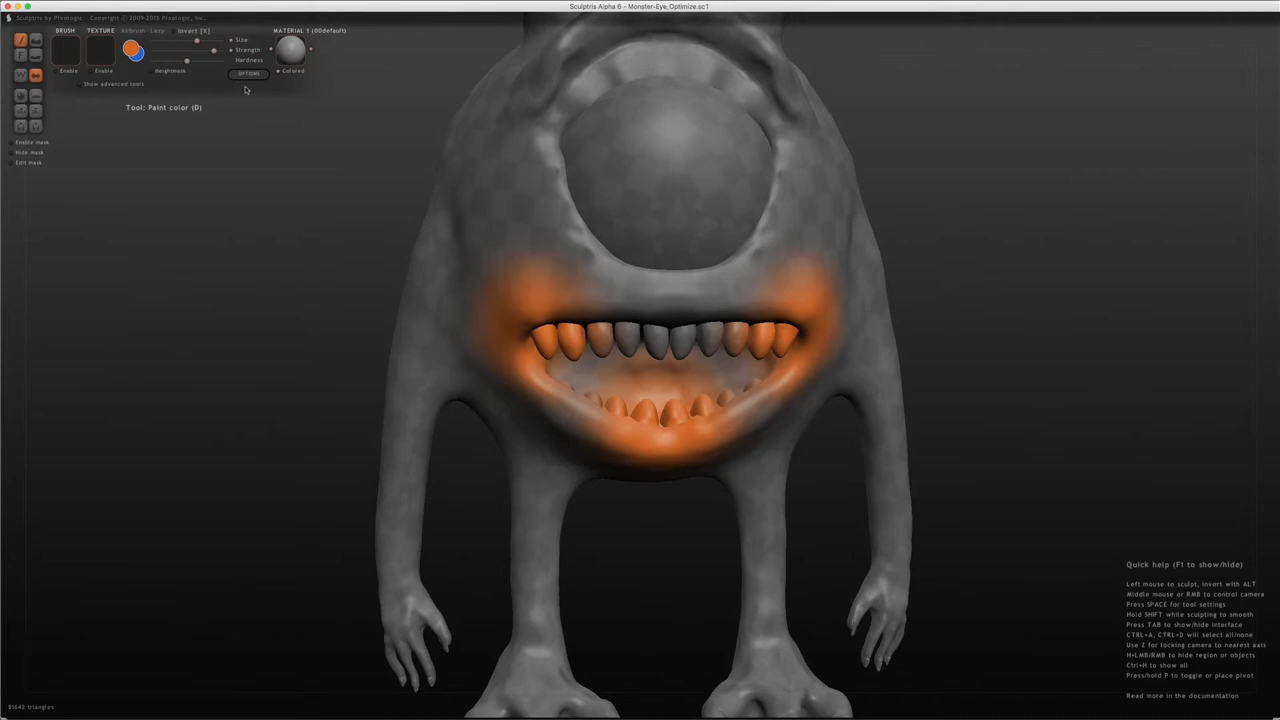 Sculptris Alpha 6 - Monster-Eye_Optimize.sc1
Sculptris by Pixologic Copyright © 2009-2015 Pixologic, Inc.
BRUSH TEXTURE Airbrush Lazy Invert [X] MATERIAL 1 (00default)
Size
Strength
Hardness
Enable Enable Heightmask OPTIONS Colored
Show advanced tools
Tool: Paint color (D)
Enable mask
Hide mask
Edit mask
Quick help (F1 to show/hide)
Left mouse to sculpt, invert with ALT
Middle mouse or RMB to control camera
Press SPACE for tool settings
Hold SHIFT while sculpting to smooth
Press TAB to show/hide interface
CTRL+A, CTRL+D will select all/none
Use Z for locking camera to nearest axis
H+LMB/RMB to hide region or objects
Ctrl+H to show all
Press/hold P to toggle or place pivot
Read more in the documentation
81642 triangles